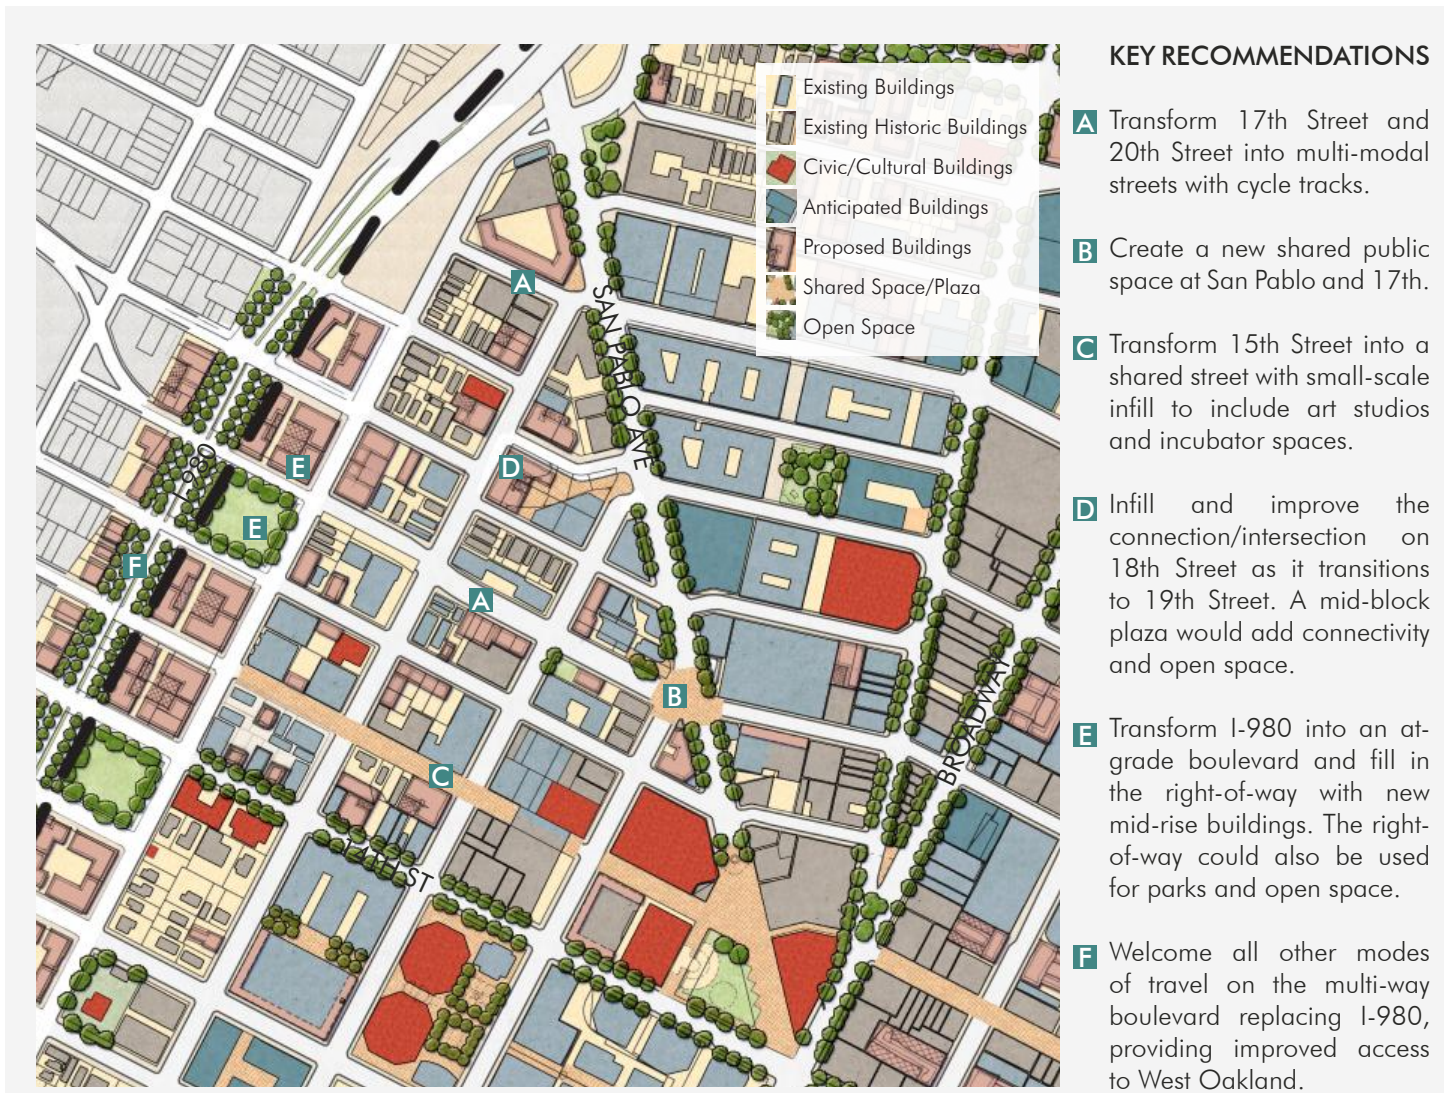 KEY RECOMMENDATIONS
A Transform 17th Street and
20th Street into multi-modal
streets with cycle tracks.
B Create a new shared public
space at San Pablo and 17th.
C Transform 15th Street into a
shared street with small-scale
infill to include art studios
and incubator spaces.
D Infill and improve the
connection/intersection on
18th Street as it transitions
to 19th Street. A mid-block
plaza would add connectivity
and open space.
E Transform I-980 into an at-
grade boulevard and fill in
the right-of-way with new
mid-rise buildings. The right-
of-way could also be used
for parks and open space.
F Welcome all other modes
of travel on the multi-way
boulevard replacing I-980,
providing improved access
to West Oakland.
Existing Buildings
Existing Historic Buildings
Civic/Cultural Buildings
Anticipated Buildings
Proposed Buildings
Shared Space/Plaza
Open Space
A
SAN PABLO AVE
D
E
I-980
E
F
A
B
BROADWAY
C
14TH ST